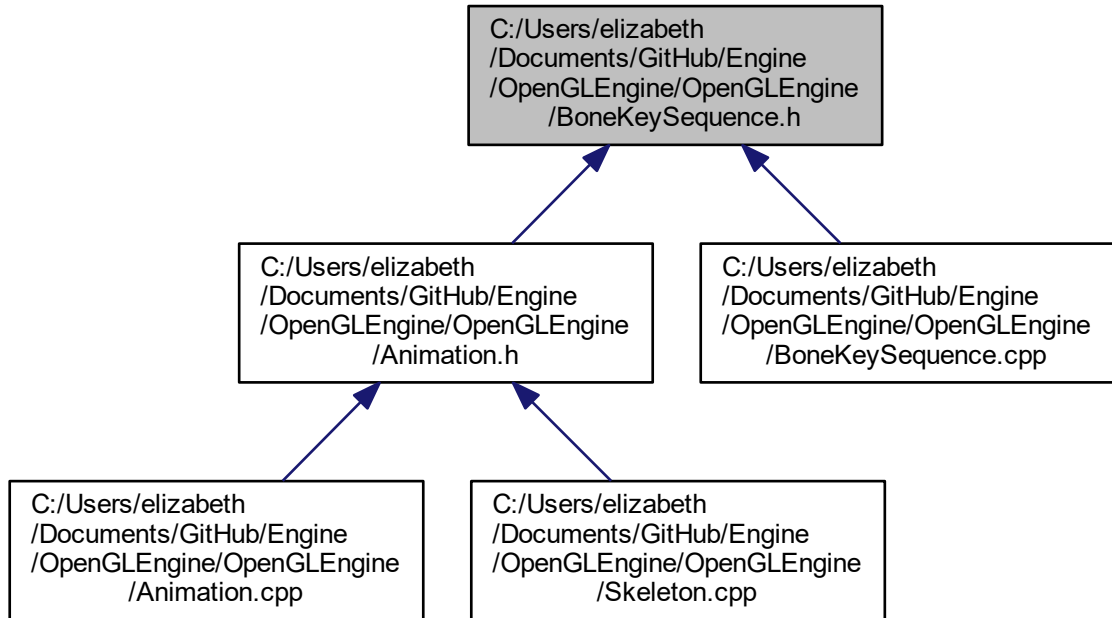 C:/Users/elizabeth
/Documents/GitHub/Engine
/OpenGLEngine/OpenGLEngine
/BoneKeySequence.h
C:/Users/elizabeth
/Documents/GitHub/Engine
/OpenGLEngine/OpenGLEngine
/Animation.h
C:/Users/elizabeth
/Documents/GitHub/Engine
/OpenGLEngine/OpenGLEngine
/BoneKeySequence.cpp
C:/Users/elizabeth
/Documents/GitHub/Engine
/OpenGLEngine/OpenGLEngine
/Animation.cpp
C:/Users/elizabeth
/Documents/GitHub/Engine
/OpenGLEngine/OpenGLEngine
/Skeleton.cpp